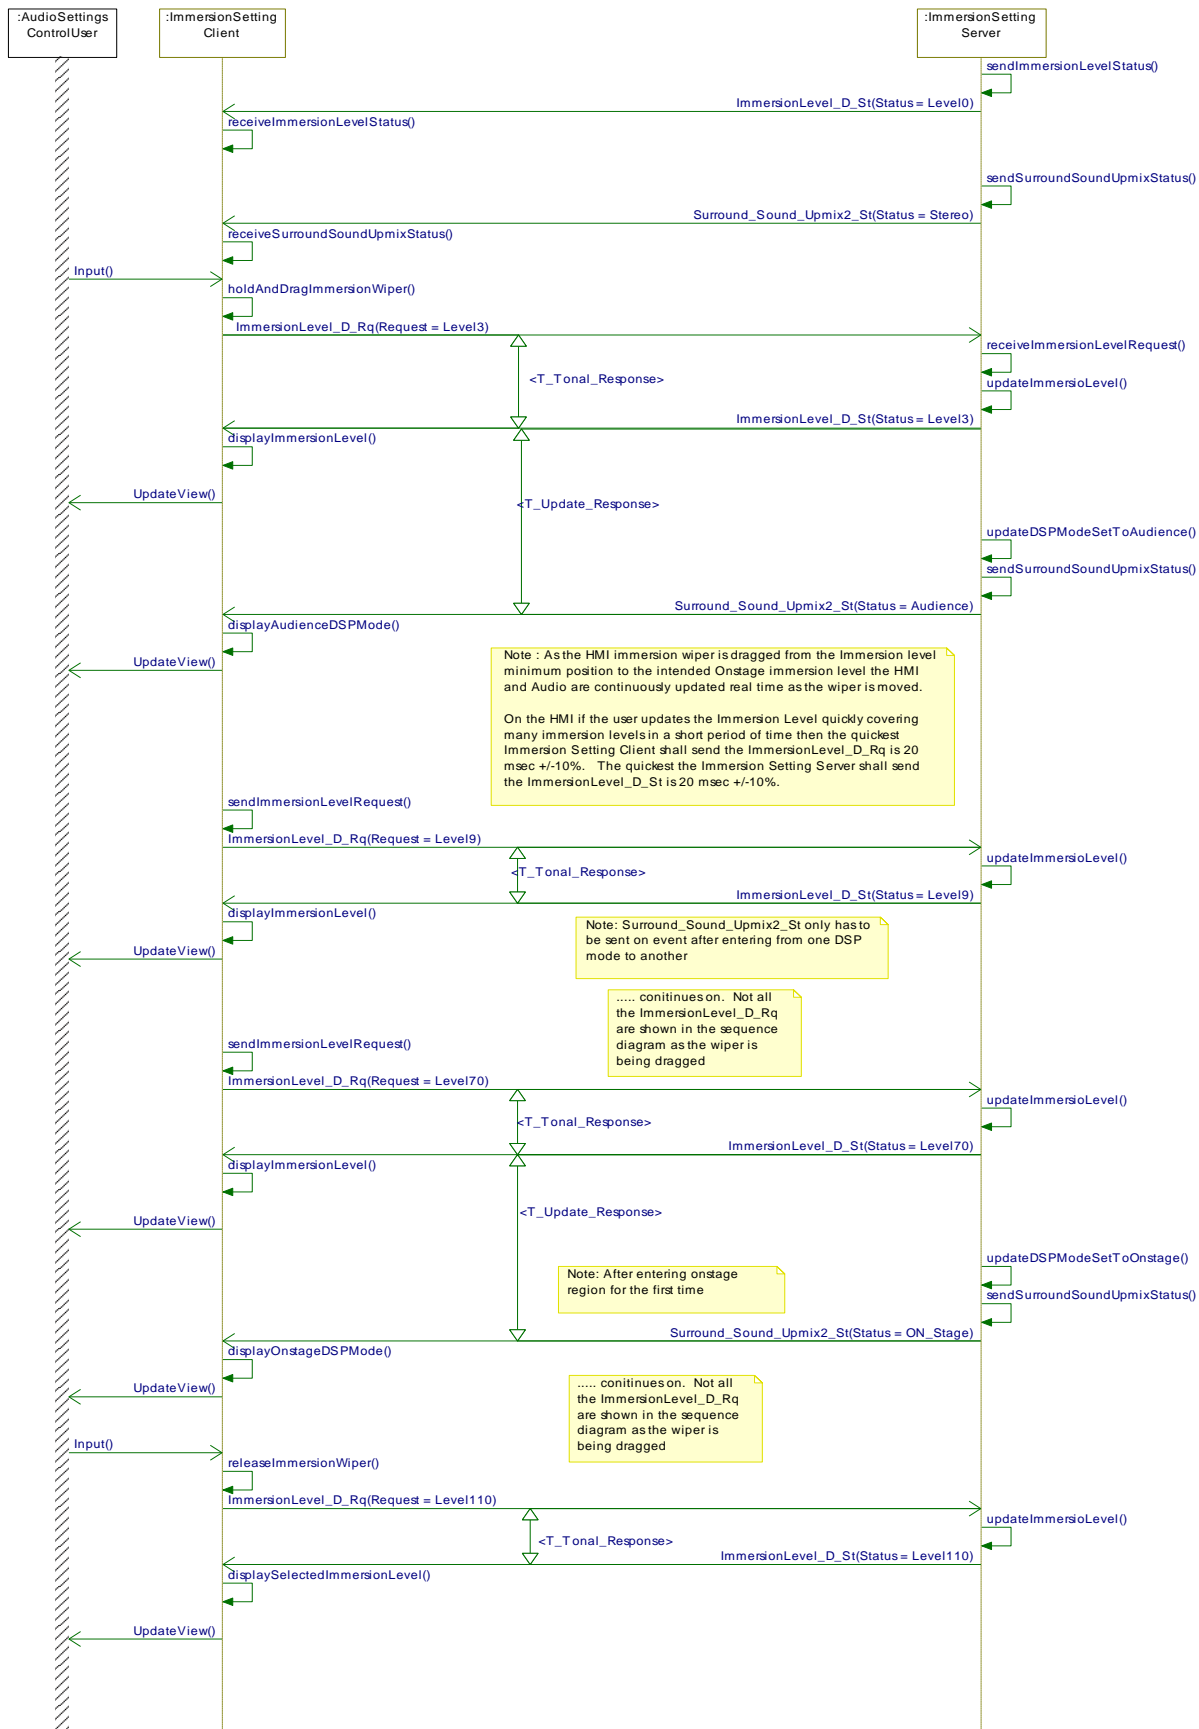 :AudioSettings
ControlUser
:ImmersionSetting
Client
:ImmersionSetting
Server
sendImmersionLevelStatus()
ImmersionLevel_D_St(Status = Level0)
receiveImmersionLevelStatus()
sendSurroundSoundUpmixStatus()
Surround_Sound_Upmix2_St(Status = Stereo)
receiveSurroundSoundUpmixStatus()
Input()
holdAndDragImmersionWiper()
ImmersionLevel_D_Rq(Request = Level3)
receiveImmersionLevelRequest()
<T_Tonal_Response>
updateImmersioLevel()
ImmersionLevel_D_St(Status = Level3)
displayImmersionLevel()
UpdateView()
<T_Update_Response>
updateDSPModeSetToAudience()
sendSurroundSoundUpmixStatus()
Surround_Sound_Upmix2_St(Status = Audience)
displayAudienceDSPMode()
UpdateView()
Note : As the HMI immersion wiper is dragged from the Immersion level
minimum position to the intended Onstage immersion level the HMI
and Audio are continuously updated real time as the wiper is moved.
On the HMI if the user updates the Immersion Level quickly covering
many immersion levels in a short period of time then the quickest
Immersion Setting Client shall send the ImmersionLevel_D_Rq is 20
msec +/-10%. The quickest the Immersion Setting Server shall send
the ImmersionLevel_D_St is 20 msec +/-10%.
sendImmersionLevelRequest()
ImmersionLevel_D_Rq(Request = Level9)
updateImmersioLevel()
<T_Tonal_Response>
ImmersionLevel_D_St(Status = Level9)
displayImmersionLevel()
Note: Surround_Sound_Upmix2_St only has to
be sent on event after entering from one DSP
mode to another
UpdateView()
..... conitinues on. Not all
the ImmersionLevel_D_Rq
are shown in the sequence
diagram as the wiper is
being dragged
sendImmersionLevelRequest()
ImmersionLevel_D_Rq(Request = Level70)
updateImmersioLevel()
<T_Tonal_Response>
ImmersionLevel_D_St(Status = Level70)
displayImmersionLevel()
<T_Update_Response>
UpdateView()
updateDSPModeSetToOnstage()
Note: After entering onstage
region for the first time
sendSurroundSoundUpmixStatus()
Surround_Sound_Upmix2_St(Status = ON_Stage)
displayOnstageDSPMode()
UpdateView()
..... conitinues on. Not all
the ImmersionLevel_D_Rq
are shown in the sequence
diagram as the wiper is
being dragged
Input()
releaseImmersionWiper()
ImmersionLevel_D_Rq(Request = Level110)
updateImmersioLevel()
<T_Tonal_Response>
ImmersionLevel_D_St(Status = Level110)
displaySelectedImmersionLevel()
UpdateView()